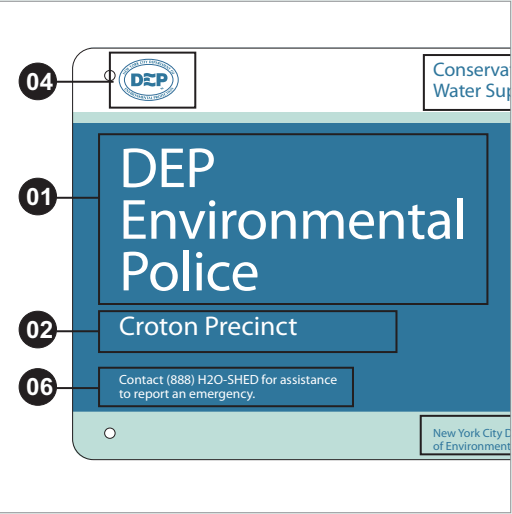 04
DEP
Conserva
Water Sup
01
DEP
Environmental
Police
02
Croton Precinct
06
Contact (888) H2O-SHED for assistance
to report an emergency.
New York City D
of Environment